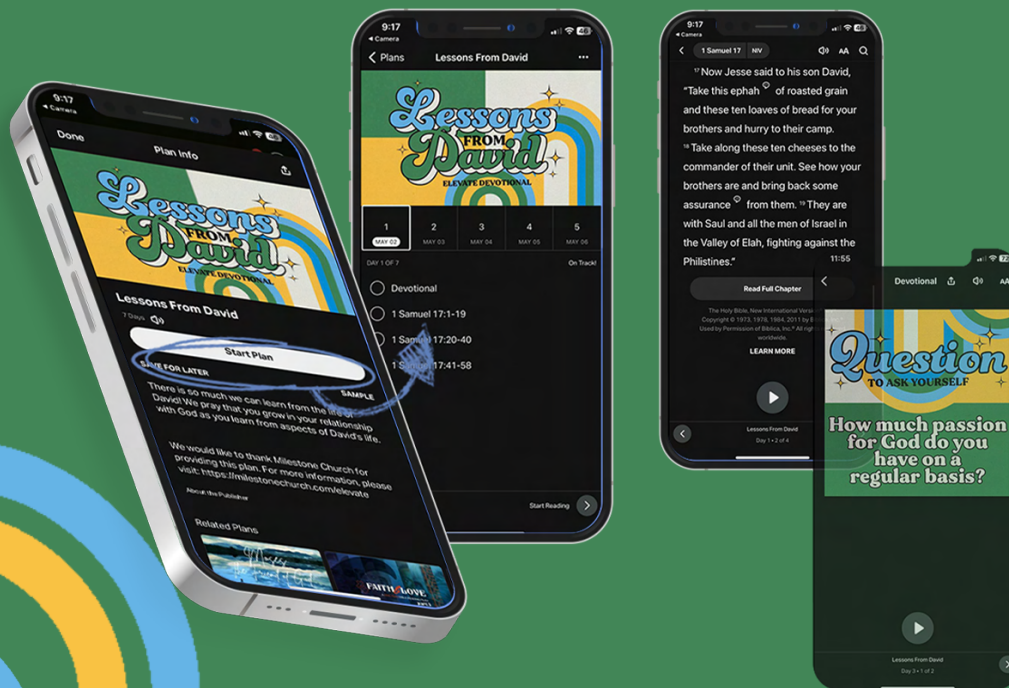 9:17
Camera
46
Done
Plan Info
Lessons
FROM
David
ELEVATE DEVOTIONAL
Lessons From David
7 Days
Start Plan
SAVE FOR LATER
SAMPLE
There is so much we can learn from the life of
David! We pray that you grow in your relationship
with God as you learn from aspects of David's life.
We would like to thank Milestone Church for
providing this plan. For more information, please
visit: https://milestonechurch.com/elevate
About the Publisher
Related Plans
FAITH LOVE
9:17
Camera
46
Plans
Lessons From David
Lessons
FROM
David
ELEVATE DEVOTIONAL
1 2 3 4 5
MAY 02 MAY 03 MAY 04 MAY 05 MAY 06
DAY 1 OF 7 On Track!
Devotional
1 Samuel 17:1-19
1 Samuel 17:20-40
1 Samuel 17:41-58
Start Reading
9:17
Camera
46
1 Samuel 17 NIV AA
17 Now Jesse said to his son David,
“Take this ephah of roasted grain
and these ten loaves of bread for your
brothers and hurry to their camp.
18 Take along these ten cheeses to the
commander of their unit. See how your
brothers are and bring back some
assurance from them. 19 They are
with Saul and all the men of Israel in
the Valley of Elah, fighting against the
Philistines.”
11:55
Read Full Chapter
The Holy Bible, New International Versi
Copyright © 1973, 1978, 1984, 2011 by B
Used by Permission of Biblica, Inc.® All righ
worldwide.
LEARN MORE
Lessons From David
Day 1 • 2 of 4
Devotional AA
Question
TO ASK YOURSELF
How much passion
for God do you
have on a
regular basis?
Lessons From David
Day 3 • 1 of 2